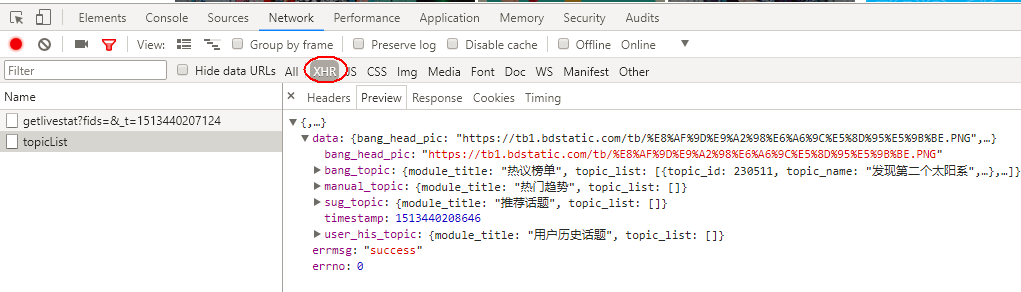 Elements Console Sources Network Performance Application Memory Security Audits
View: Group by frame Preserve log Disable cache Offline Online
Filter Hide data URLs All XHR JS CSS Img Media Font Doc WS Manifest Other
Name
× Headers Preview Response Cookies Timing
getlivestat?fids=&_t=1513440207124
topicList
{,…}
data: {bang_head_pic: "https://tb1.bdstatic.com/tb/%E8%AF%9D%E9%A2%98%E6%A6%9C%E5%8D%95%E5%9B%BE.PNG",…}
bang_head_pic: "https://tb1.bdstatic.com/tb/%E8%AF%9D%E9%A2%98%E6%A6%9C%E5%8D%95%E5%9B%BE.PNG"
bang_topic: {module_title: "热议榜单", topic_list: [{topic_id: 230511, topic_name: "发现第二个太阳系",…},…]}
manual_topic: {module_title: "热门趋势", topic_list: []}
sug_topic: {module_title: "推荐话题", topic_list: []}
timestamp: 1513440208646
user_his_topic: {module_title: "用户历史话题", topic_list: []}
errmsg: "success"
errno: 0